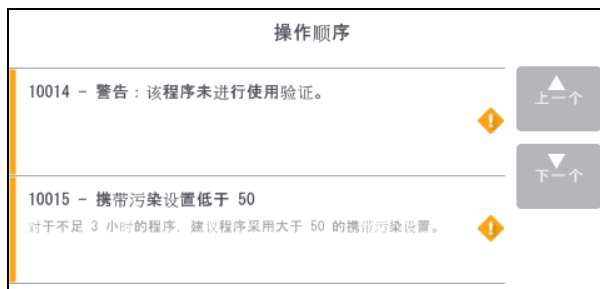 操作顺序
10014 - 警告：该程序未进行使用验证。
上一个
下一个
10015 - 携带污染设置低于 50
对于不足 3 小时的程序，建议程序采用大于 50 的携带污染设置。